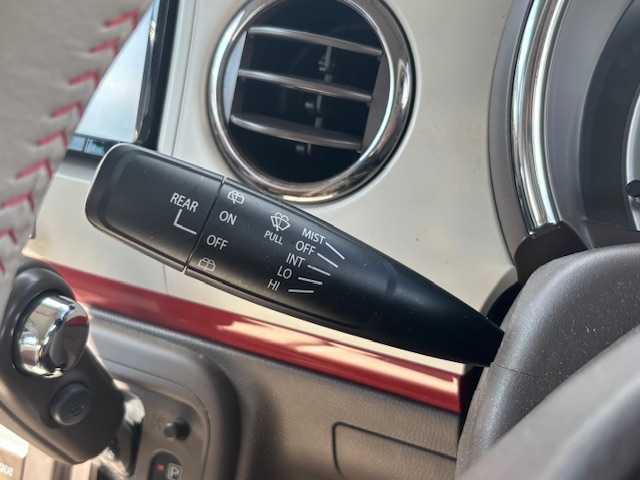 REAR
ON
OFF
PULL
MIST
OFF
INT
LO
HI
P